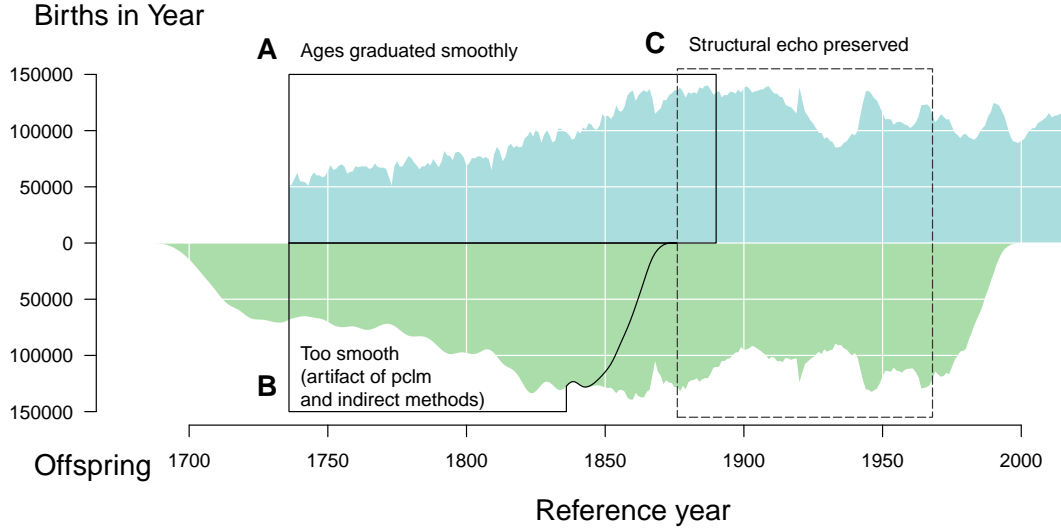 Births in Year
A
Ages graduated smoothly
C
Structural echo preserved
150000
100000
50000
0
50000
100000
150000
B
Too smooth
(artifact of pclm
and indirect methods)
Offspring
1700 1750 1800 1850 1900 1950 2000
Reference year